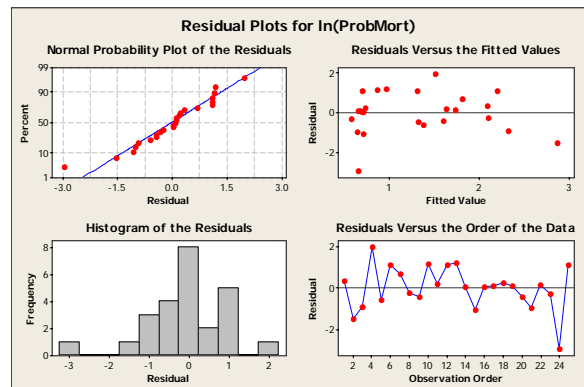 Residual Plots for ln(ProbMort)
Normal Probability Plot of the Residuals
99
90
50
10
1
Percent
-3.0 -1.5 0.0 1.5 3.0
Residual
Residuals Versus the Fitted Values
2
0
-2
Residual
1 2 3
Fitted Value
Histogram of the Residuals
8
6
4
2
0
Frequency
-3 -2 -1 0 1 2
Residual
Residuals Versus the Order of the Data
2
0
-2
Residual
2 4 6 8 10 12 14 16 18 20 22 24
Observation Order